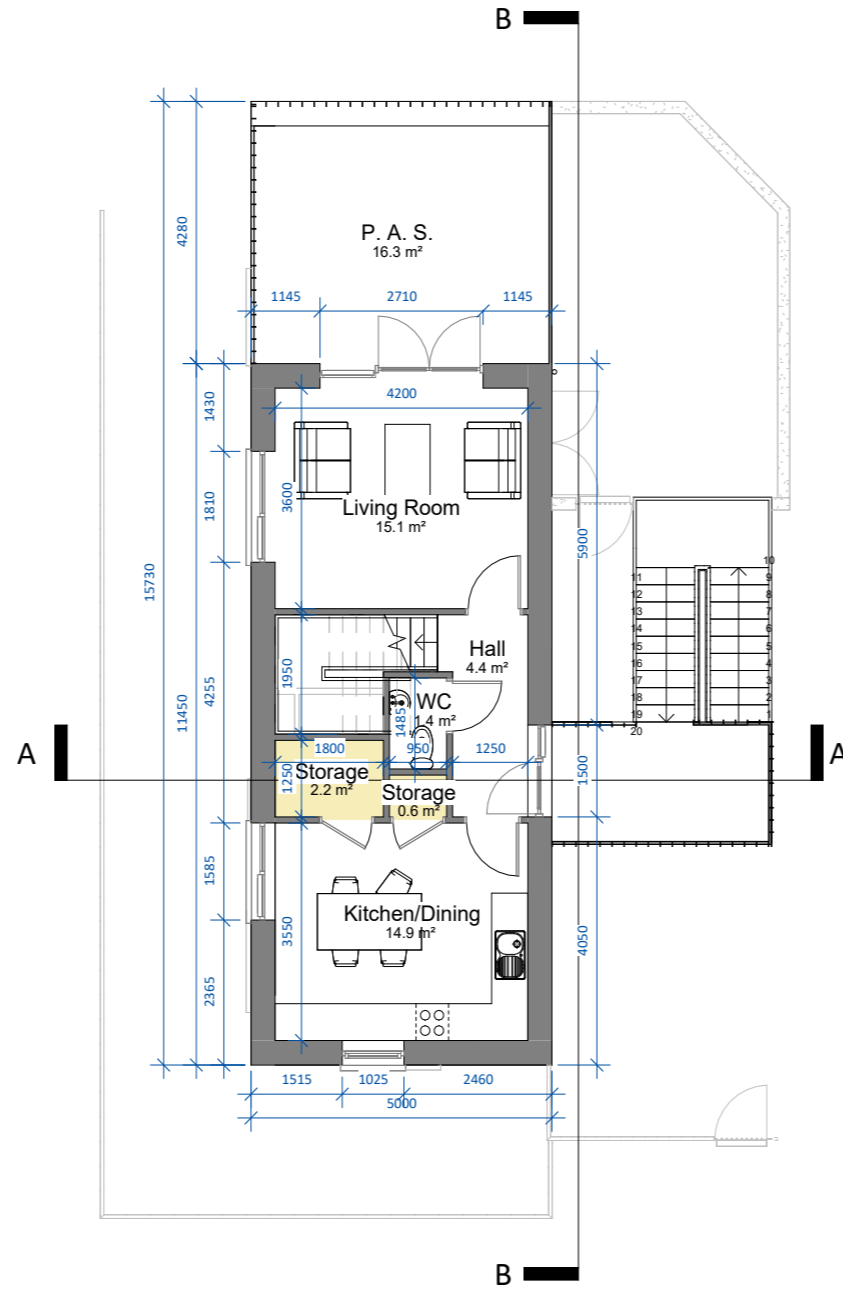 B
P. A. S.
16.3 m²
1145
2710
1145
4280
4200
1430
3600
1810
Living Room
15.1 m²
5900
15730
10
11
9
12
8
13
7
14
6
15
5
16
4
17
3
18
2
19
1
20
Hall
4.4 m²
1950
4255
11450
WC
1.4 m²
1485
A
A
1800
950
1250
1250
Storage
2.2 m²
Storage
0.6 m²
1500
1585
3550
Kitchen/Dining
14.9 m²
4050
2365
1515
1025
2460
5000
B